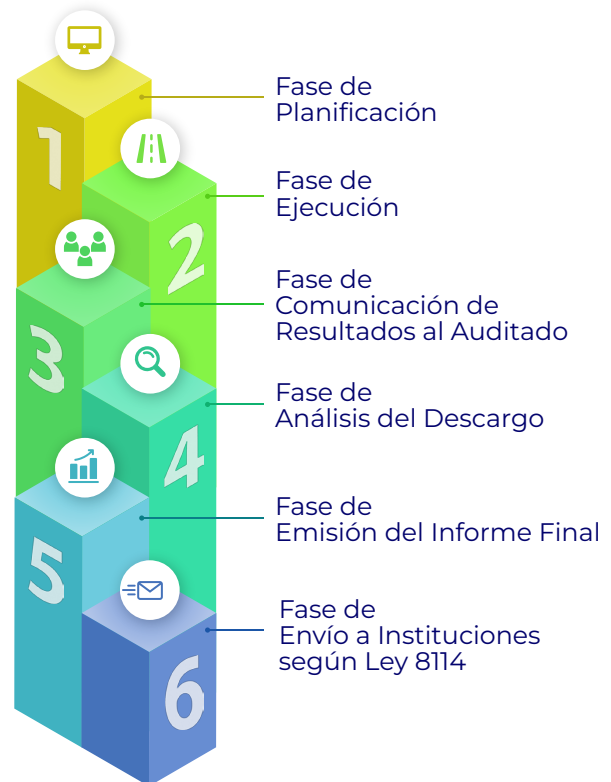 1
Fase de
Planificación
2
Fase de
Ejecución
3
Fase de
Comunicación de
Resultados al Auditado
4
Fase de
Análisis del Descargo
5
Fase de
Emisión del Informe Final
6
Fase de
Envío a Instituciones
según Ley 8114